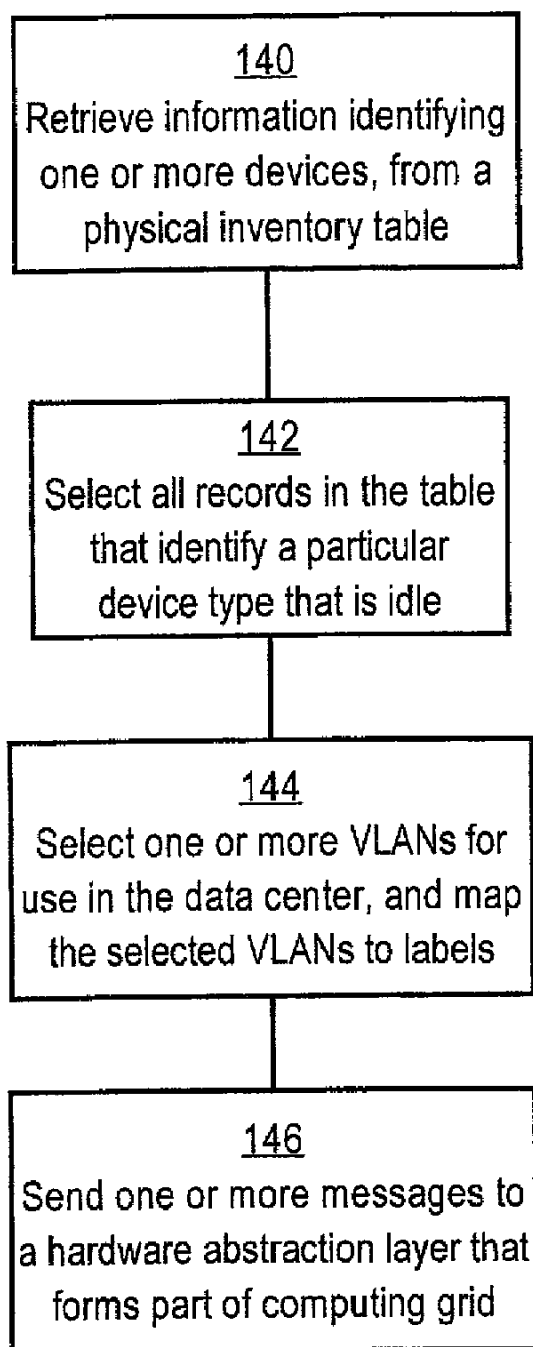 140
Retrieve information identifying
one or more devices, from a
physical inventory table
142
Select all records in the table
that identify a particular
device type that is idle
144
Select one or more VLANs for
use in the data center, and map
the selected VLANs to labels
146
Send one or more messages to
a hardware abstraction layer that
forms part of computing grid